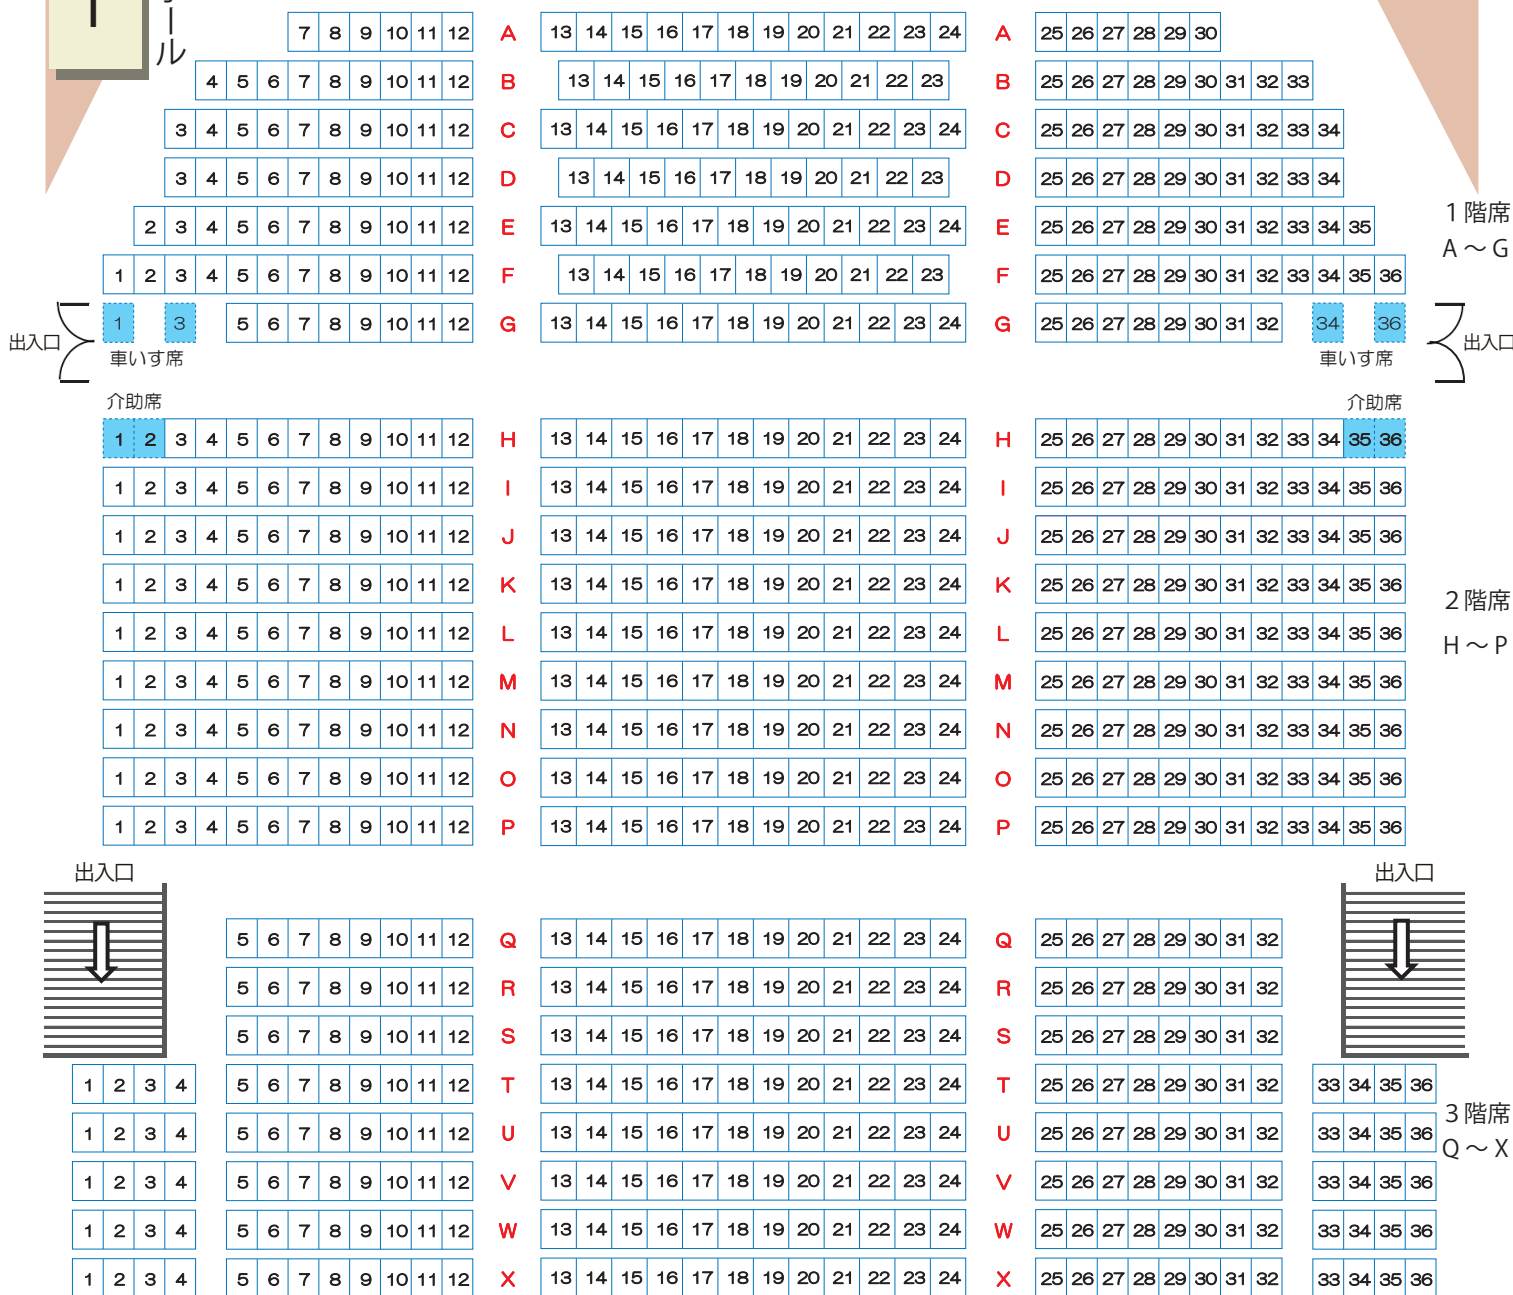 ール
7 8 9 10 11 12 A 13 14 15 16 17 18 19 20 21 22 23 24 A 25 26 27 28 29 30
4 5 6 7 8 9 10 11 12 B 13 14 15 16 17 18 19 20 21 22 23 B 25 26 27 28 29 30 31 32 33
3 4 5 6 7 8 9 10 11 12 C 13 14 15 16 17 18 19 20 21 22 23 24 C 25 26 27 28 29 30 31 32 33 34
3 4 5 6 7 8 9 10 11 12 D 13 14 15 16 17 18 19 20 21 22 23 D 25 26 27 28 29 30 31 32 33 34
2 3 4 5 6 7 8 9 10 11 12 E 13 14 15 16 17 18 19 20 21 22 23 24 E 25 26 27 28 29 30 31 32 33 34 35
1階席
A～G
1 2 3 4 5 6 7 8 9 10 11 12 F 13 14 15 16 17 18 19 20 21 22 23 F 25 26 27 28 29 30 31 32 33 34 35 36
1 3 5 6 7 8 9 10 11 12 G 13 14 15 16 17 18 19 20 21 22 23 24 G 25 26 27 28 29 30 31 32 34 36
出入口 出入口
車いす席 車いす席
介助席 介助席
1 2 3 4 5 6 7 8 9 10 11 12 H 13 14 15 16 17 18 19 20 21 22 23 24 H 25 26 27 28 29 30 31 32 33 34 35 36
1 2 3 4 5 6 7 8 9 10 11 12 I 13 14 15 16 17 18 19 20 21 22 23 24 I 25 26 27 28 29 30 31 32 33 34 35 36
1 2 3 4 5 6 7 8 9 10 11 12 J 13 14 15 16 17 18 19 20 21 22 23 24 J 25 26 27 28 29 30 31 32 33 34 35 36
1 2 3 4 5 6 7 8 9 10 11 12 K 13 14 15 16 17 18 19 20 21 22 23 24 K 25 26 27 28 29 30 31 32 33 34 35 36
2階席
H～P
1 2 3 4 5 6 7 8 9 10 11 12 L 13 14 15 16 17 18 19 20 21 22 23 24 L 25 26 27 28 29 30 31 32 33 34 35 36
1 2 3 4 5 6 7 8 9 10 11 12 M 13 14 15 16 17 18 19 20 21 22 23 24 M 25 26 27 28 29 30 31 32 33 34 35 36
1 2 3 4 5 6 7 8 9 10 11 12 N 13 14 15 16 17 18 19 20 21 22 23 24 N 25 26 27 28 29 30 31 32 33 34 35 36
1 2 3 4 5 6 7 8 9 10 11 12 O 13 14 15 16 17 18 19 20 21 22 23 24 O 25 26 27 28 29 30 31 32 33 34 35 36
1 2 3 4 5 6 7 8 9 10 11 12 P 13 14 15 16 17 18 19 20 21 22 23 24 P 25 26 27 28 29 30 31 32 33 34 35 36
出入口 出入口
5 6 7 8 9 10 11 12 Q 13 14 15 16 17 18 19 20 21 22 23 24 Q 25 26 27 28 29 30 31 32
5 6 7 8 9 10 11 12 R 13 14 15 16 17 18 19 20 21 22 23 24 R 25 26 27 28 29 30 31 32
5 6 7 8 9 10 11 12 S 13 14 15 16 17 18 19 20 21 22 23 24 S 25 26 27 28 29 30 31 32
1 2 3 4 5 6 7 8 9 10 11 12 T 13 14 15 16 17 18 19 20 21 22 23 24 T 25 26 27 28 29 30 31 32 33 34 35 36
3階席
Q～X
1 2 3 4 5 6 7 8 9 10 11 12 U 13 14 15 16 17 18 19 20 21 22 23 24 U 25 26 27 28 29 30 31 32 33 34 35 36
1 2 3 4 5 6 7 8 9 10 11 12 V 13 14 15 16 17 18 19 20 21 22 23 24 V 25 26 27 28 29 30 31 32 33 34 35 36
1 2 3 4 5 6 7 8 9 10 11 12 W 13 14 15 16 17 18 19 20 21 22 23 24 W 25 26 27 28 29 30 31 32 33 34 35 36
1 2 3 4 5 6 7 8 9 10 11 12 X 13 14 15 16 17 18 19 20 21 22 23 24 X 25 26 27 28 29 30 31 32 33 34 35 36